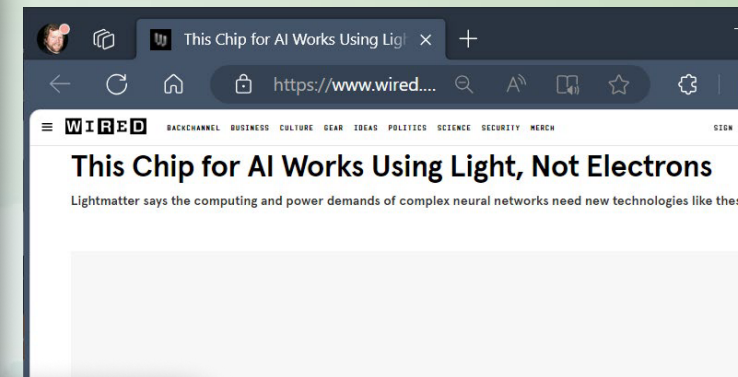 This Chip for AI Works Using Ligh
https://www.wired....
WIRED BACKCHANNEL BUSINESS CULTURE GEAR IDEAS POLITICS SCIENCE SECURITY MERCH SIGN
This Chip for AI Works Using Light, Not Electrons
Lightmatter says the computing and power demands of complex neural networks need new technologies like thes